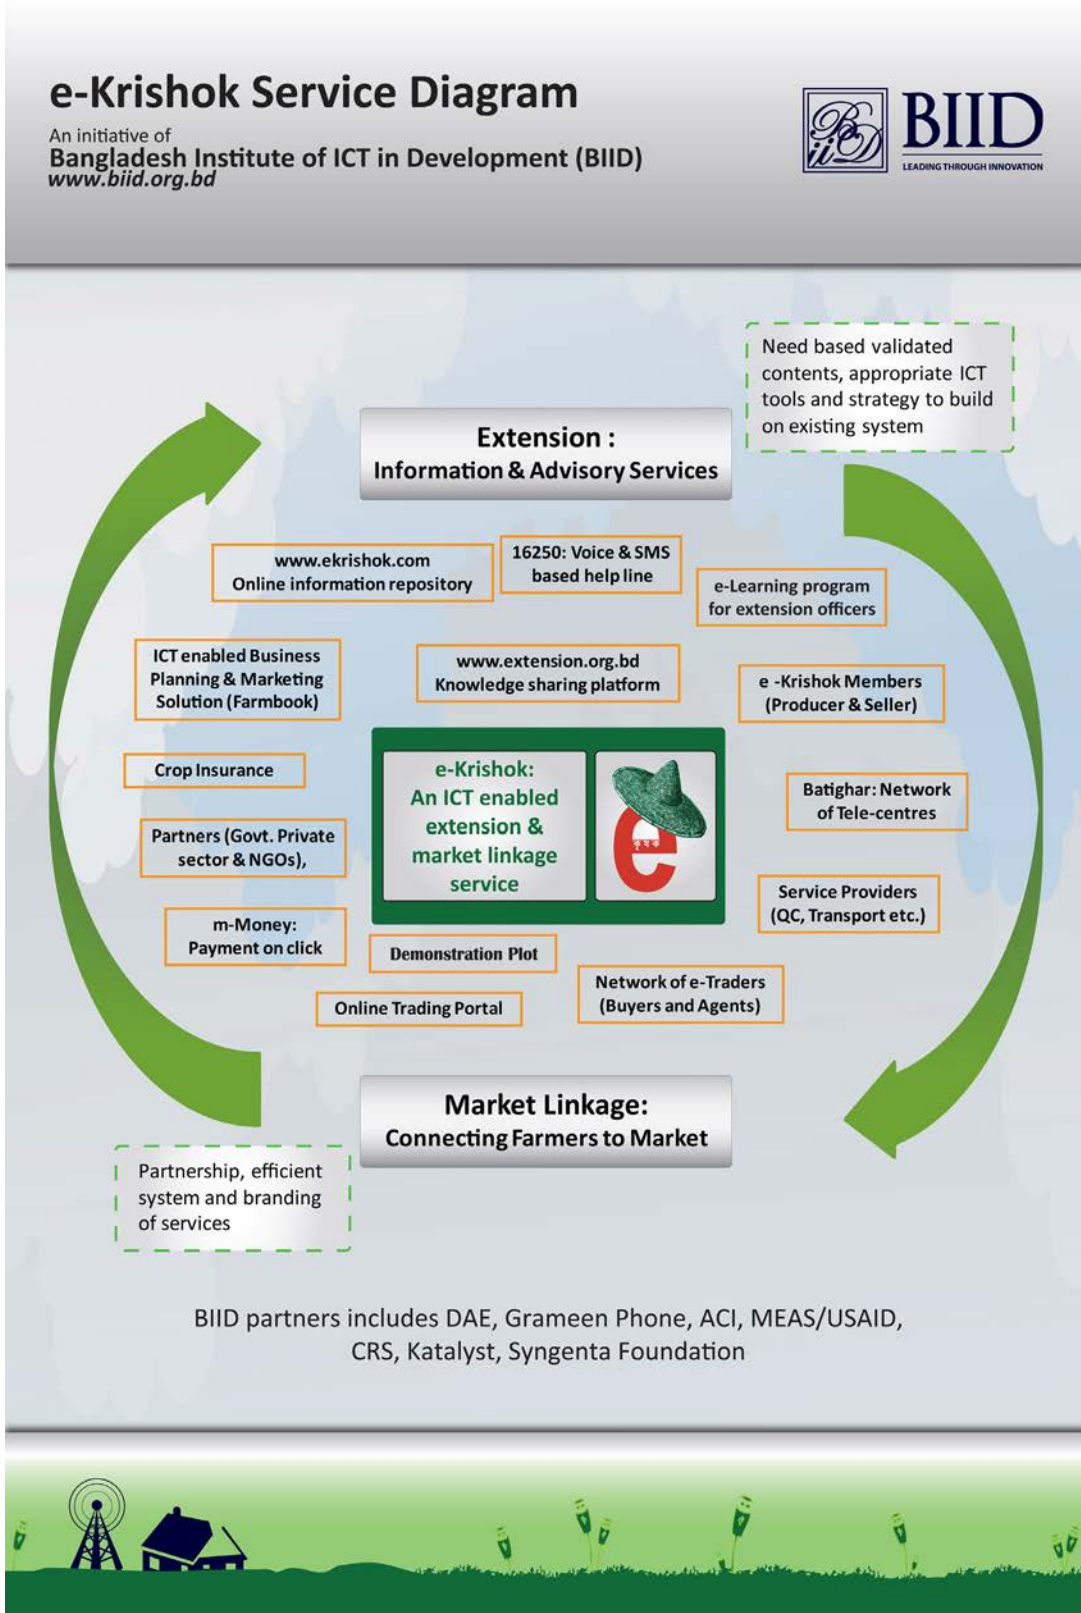 e-Krishok Service Diagram
An initiative of
Bangladesh Institute of ICT in Development (BIID)
www.biid.org.bd
BIID
LEADING THROUGH INNOVATION
Need based validated
contents, appropriate ICT
tools and strategy to build
on existing system
Extension :
Information & Advisory Services
www.ekrishok.com
Online information repository
16250: Voice & SMS
based help line
e-Learning program
for extension officers
ICT enabled Business
Planning & Marketing
Solution (Farmbook)
www.extension.org.bd
Knowledge sharing platform
e -Krishok Members
(Producer & Seller)
Crop Insurance
e-Krishok:
An ICT enabled
extension &
market linkage
service
e
কৃষক
Batighar: Network
of Tele-centres
Partners (Govt. Private
sector & NGOs),
Service Providers
(QC, Transport etc.)
m-Money:
Payment on click
Demonstration Plot
Network of e-Traders
(Buyers and Agents)
Online Trading Portal
Market Linkage:
Connecting Farmers to Market
Partnership, efficient
system and branding
of services
BIID partners includes DAE, Grameen Phone, ACI, MEAS/USAID,
CRS, Katalyst, Syngenta Foundation